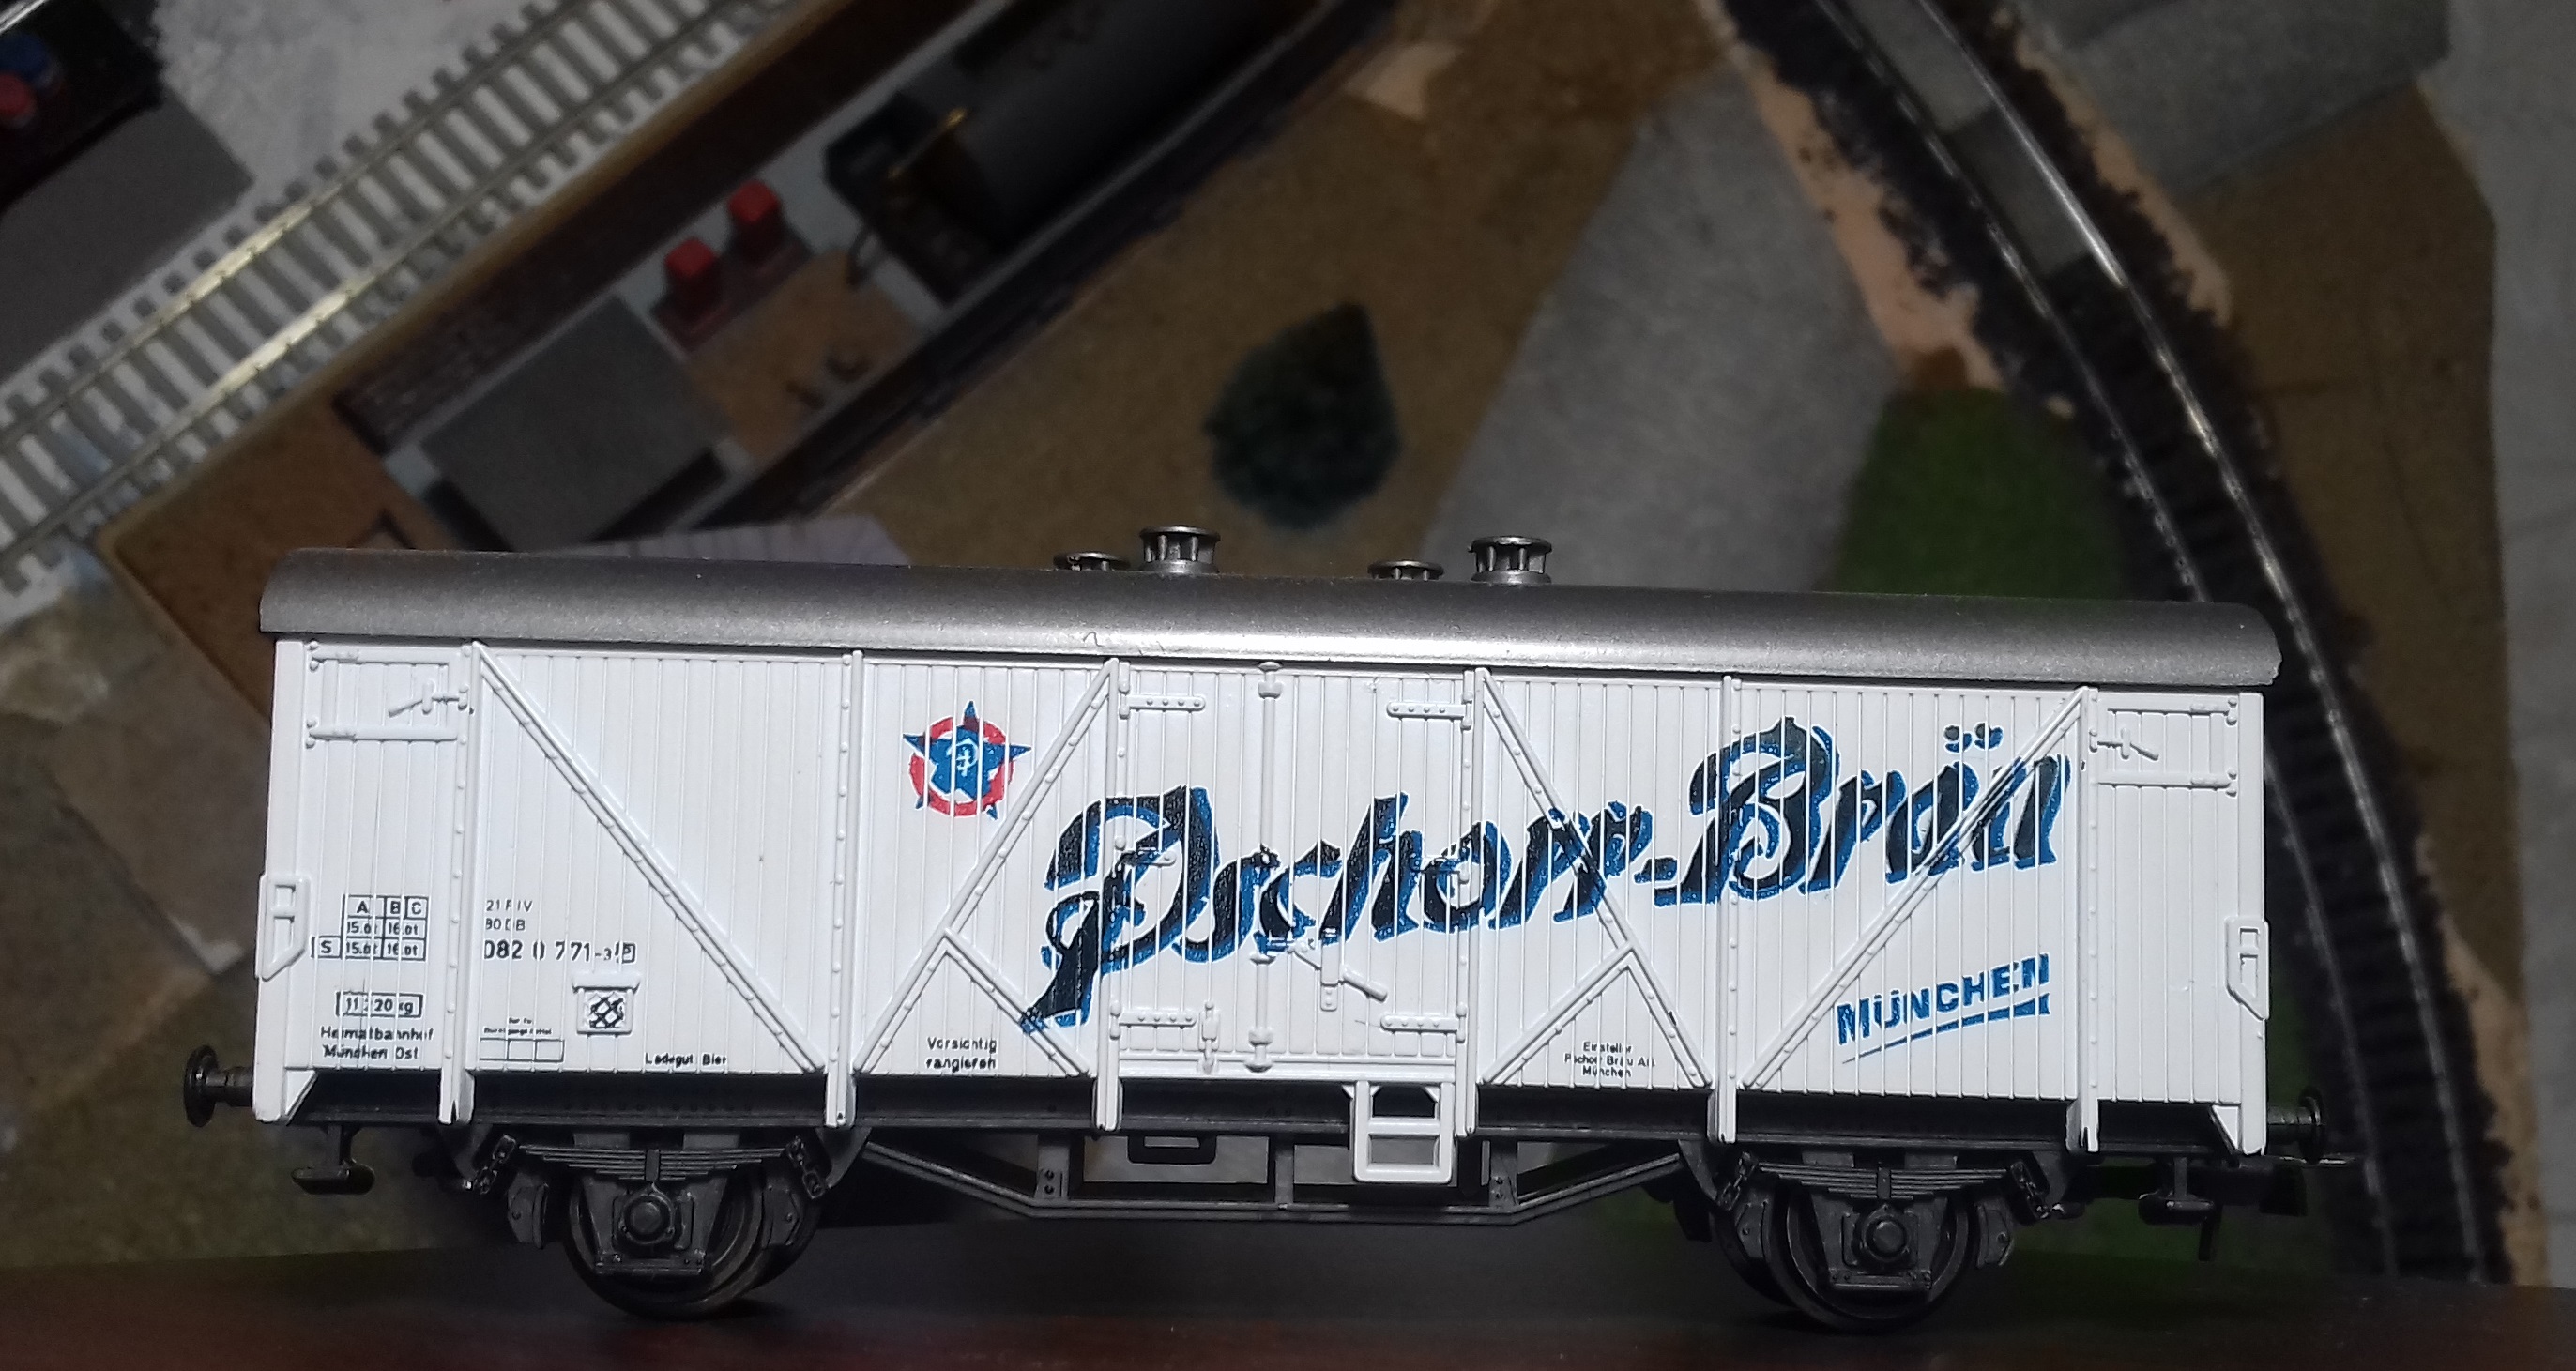 Pschorr-Bräu
MÜNCHEN
A B C
15.0t 16.0t
S 15.0t 16.0t
21 RIV
80 DB
082 0 771-3 P
20 kg
Heimatbahnhof
München Ost
Ladegut Bier
Vorsichtig
rangieren
Einsteller
Pschorr Bräu AG.
München